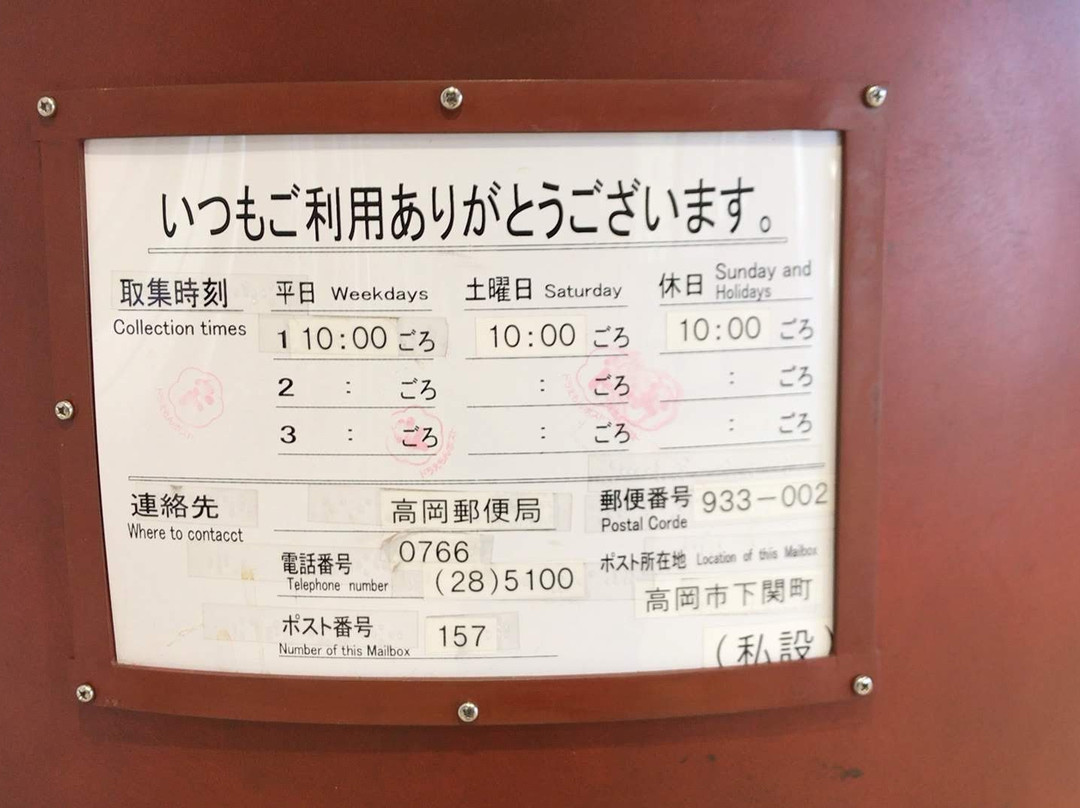 いつもご利用ありがとうございます。
取集時刻 平日 Weekdays 土曜日 Saturday 休日 Sunday and Holidays
Collection times
1 10:00 ごろ 10:00 ごろ 10:00 ごろ
2 : ごろ : ごろ : ごろ
3 : ごろ : ごろ : ごろ
連絡先 高岡郵便局 郵便番号 933-002
Where to contacct Postal Corde
電話番号 0766 ポスト所在地 Location of thiis Mailbox
Telephone number (28)5100 高岡市下関町
ポスト番号 157
Number of this Mailbox
(私設)